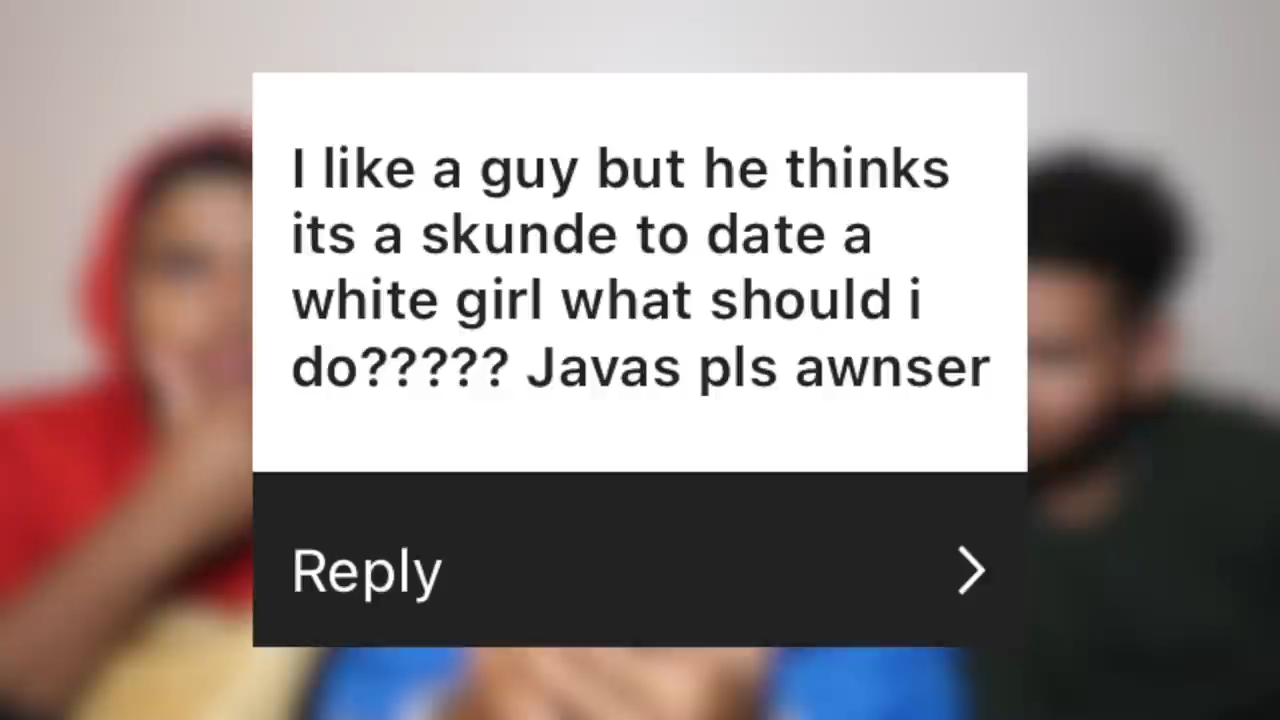 I like a guy but he thinks
its a skunde to date a
white girl what should i
do????? Javas pls awnser
Reply